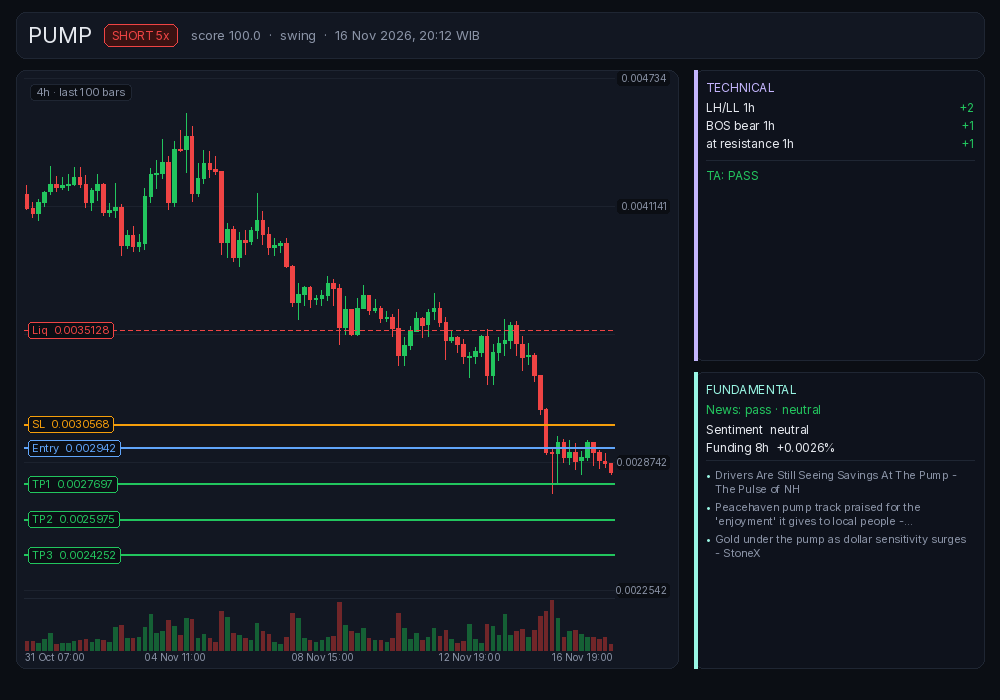 PUMP SHORT 5x score 100.0 · swing · 16 Nov 2026, 20:12 WIB
4h · last 100 bars
0.004734
0.0041141
Liq 0.0035128
SL 0.0030568
Entry 0.002942
0.0028742
TP1 0.0027697
TP2 0.0025975
TP3 0.0024252
0.0022542
31 Oct 07:00 04 Nov 11:00 08 Nov 15:00 12 Nov 19:00 16 Nov 19:00
TECHNICAL
LH/LL 1h +2
BOS bear 1h +1
at resistance 1h +1
TA: PASS
FUNDAMENTAL
News: pass · neutral
Sentiment neutral
Funding 8h +0.0026%
• Drivers Are Still Seeing Savings At The Pump -
The Pulse of NH
• Peacehaven pump track praised for the
'enjoyment' it gives to local people -...
• Gold under the pump as dollar sensitivity surges
- StoneX